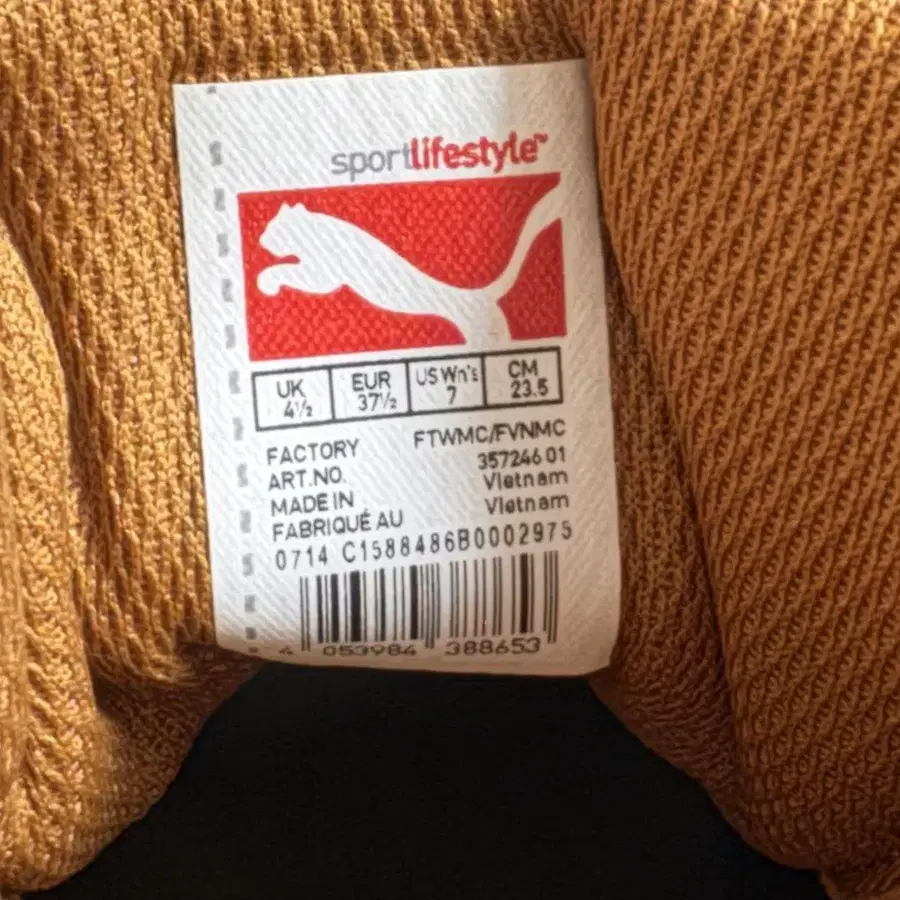 sportlifestyle™
UK EUR US Wn's CM
4½ 37½ 7 23.5
FACTORY FTWMC/FVNMC
ART.NO. 357246 01
MADE IN Vietnam
FABRIQUÉ AU Vietnam
0714 C1588486B0002975
4 053984 388653